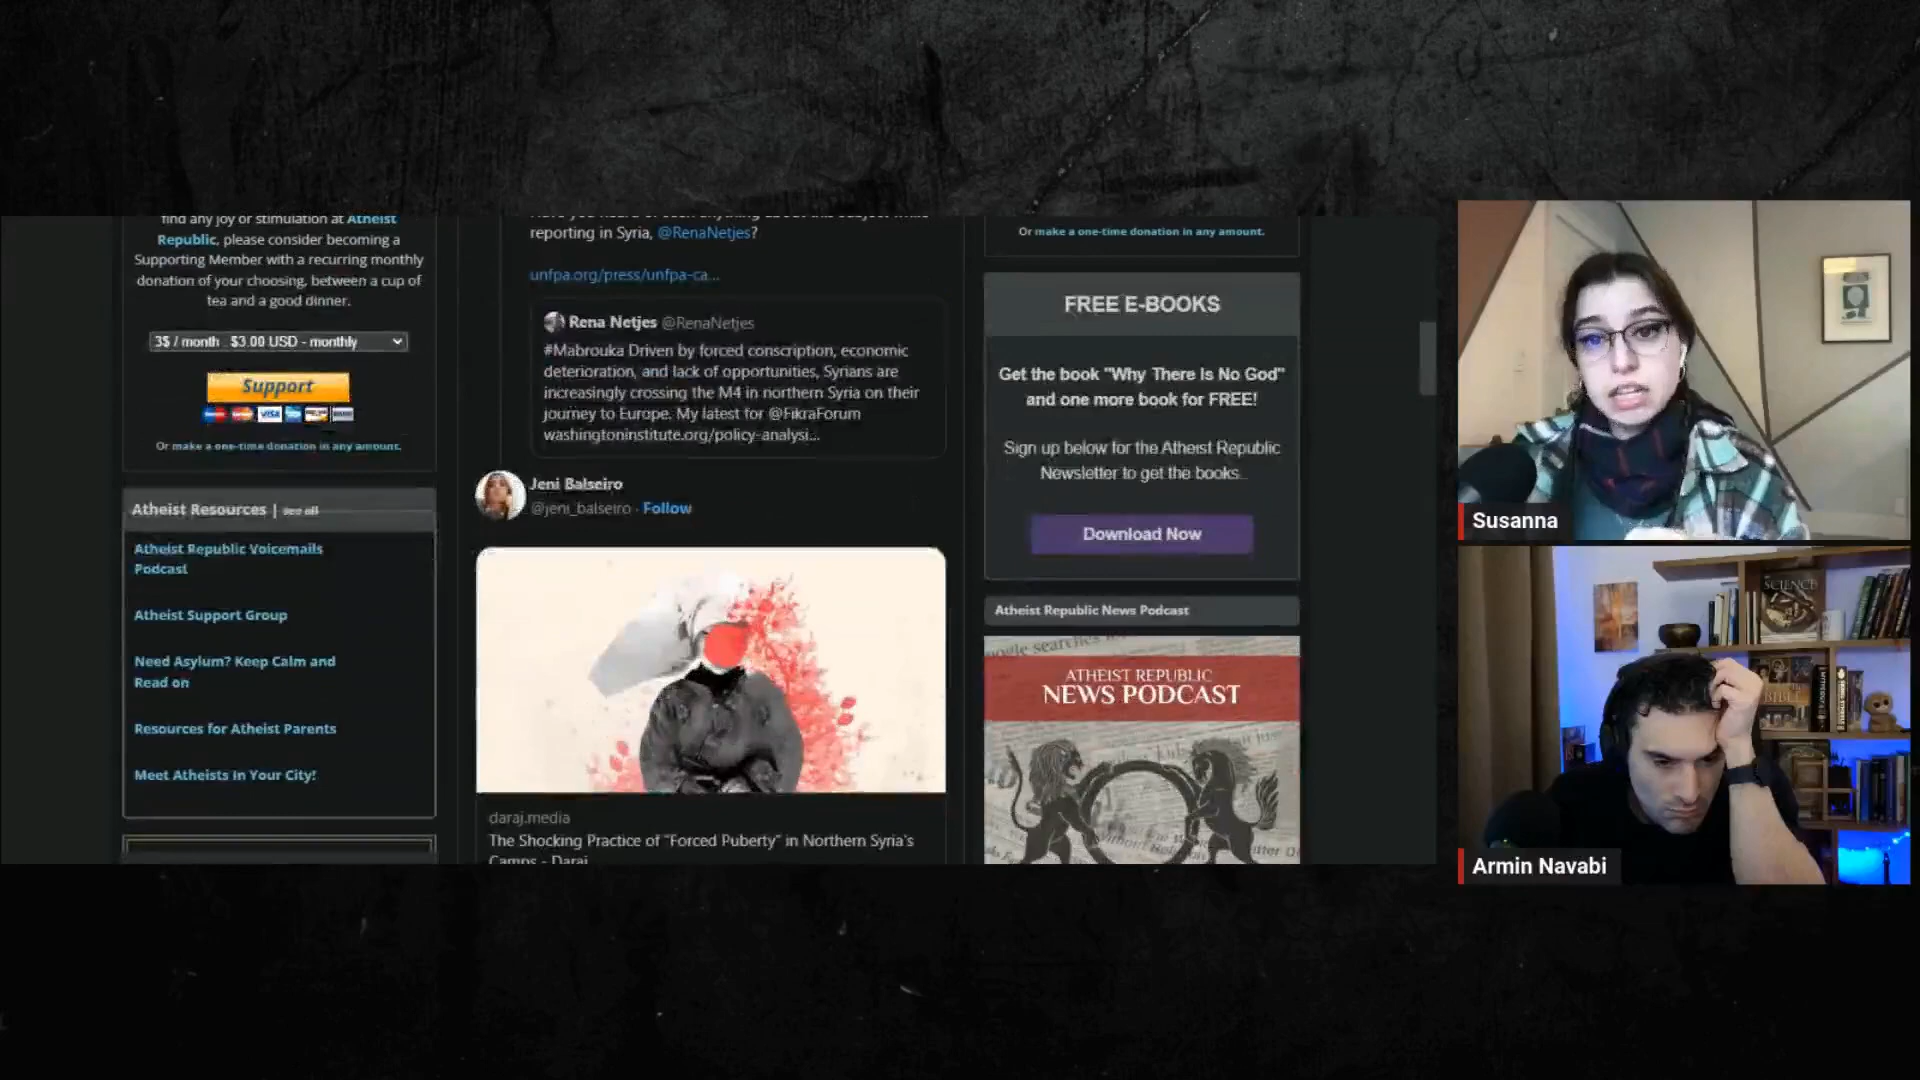 find any joy or stimulation at Atheist
Republic, please consider becoming a
Supporting Member with a recurring monthly
donation of your choosing, between a cup of
tea and a good dinner.
3$ / month $3.00 USD - monthly
Support
VISA
Or make a one-time donation in any amount.
Atheist Resources | see all
Atheist Republic Voicemails
Podcast
Atheist Support Group
Need Asylum? Keep Calm and
Read on
Resources for Atheist Parents
Meet Atheists in Your City!
reporting in Syria, @RenaNetjes?
unfpa.org/press/unfpa-ca...
Rena Netjes @RenaNetjes
#Mabrouka Driven by forced conscription, economic
deterioration, and lack of opportunities, Syrians are
increasingly crossing the M4 in northern Syria on their
journey to Europe. My latest for @FikraForum
washingtoninstitute.org/policy-analysi...
Jeni Balseiro
@jeni_balseiro · Follow
daraj.media
The Shocking Practice of "Forced Puberty" in Northern Syria's
Camps - Daraj
Or make a one-time donation in any amount.
FREE E-BOOKS
Get the book "Why There Is No God"
and one more book for FREE!
Sign up below for the Atheist Republic
Newsletter to get the books.
Download Now
Atheist Republic News Podcast
ATHEIST REPUBLIC
NEWS PODCAST
Susanna
SCIENCE
BIBLE
Armin Navabi